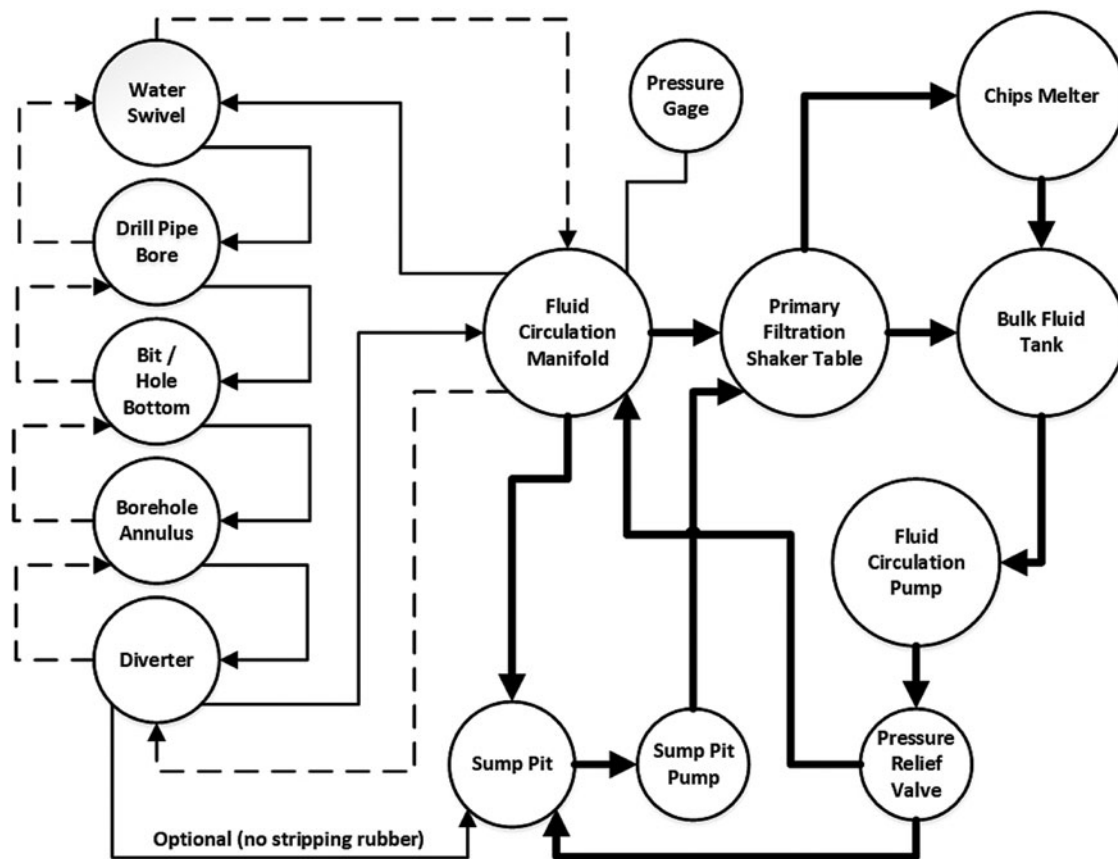 Water
Swivel
Pressure
Gage
Chips Melter
Drill Pipe
Bore
Fluid
Circulation
Manifold
Primary
Filtration
Shaker Table
Bulk Fluid
Tank
Bit /
Hole
Bottom
Borehole
Annulus
Fluid
Circulation
Pump
Diverter
Sump Pit
Sump Pit
Pump
Pressure
Relief
Valve
Optional (no stripping rubber)